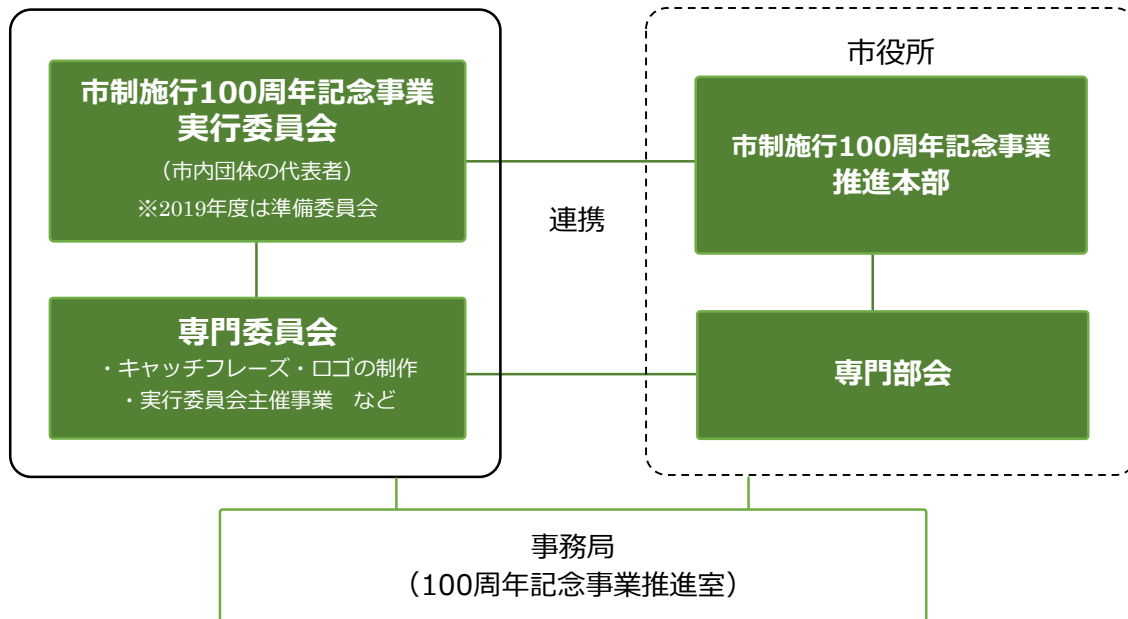 市制施行100周年記念事業
実行委員会
（市内団体の代表者）
※2019年度は準備委員会
専門委員会
・キャッチフレーズ・ロゴの制作
・実行委員会主催事業　など
連携
市役所
市制施行100周年記念事業
推進本部
専門部会
事務局
（100周年記念事業推進室）